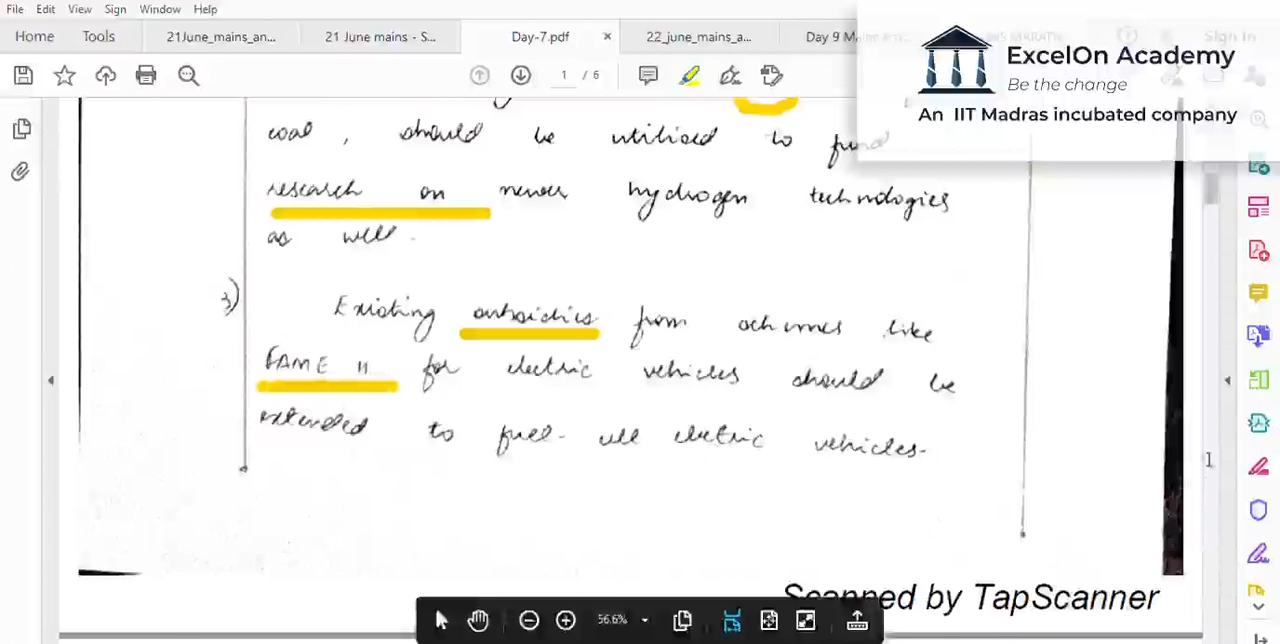 File Edit View Sign Window Help
Home Tools 21June_mains_an... 21 June mains - S... Day-7.pdf × 22_june_mains_a... Day 9 M Sign In
1 / 6
ExcelOn Academy
Be the change
An IIT Madras incubated company
coal, should be utilised to fund
research on newer hydrogen technologies
as well.
3) Existing subsidies from schemes like
FAME II for electric vehicles should be
extended to fuel-cell electric vehicles.
Scanned by TapScanner
56.6%